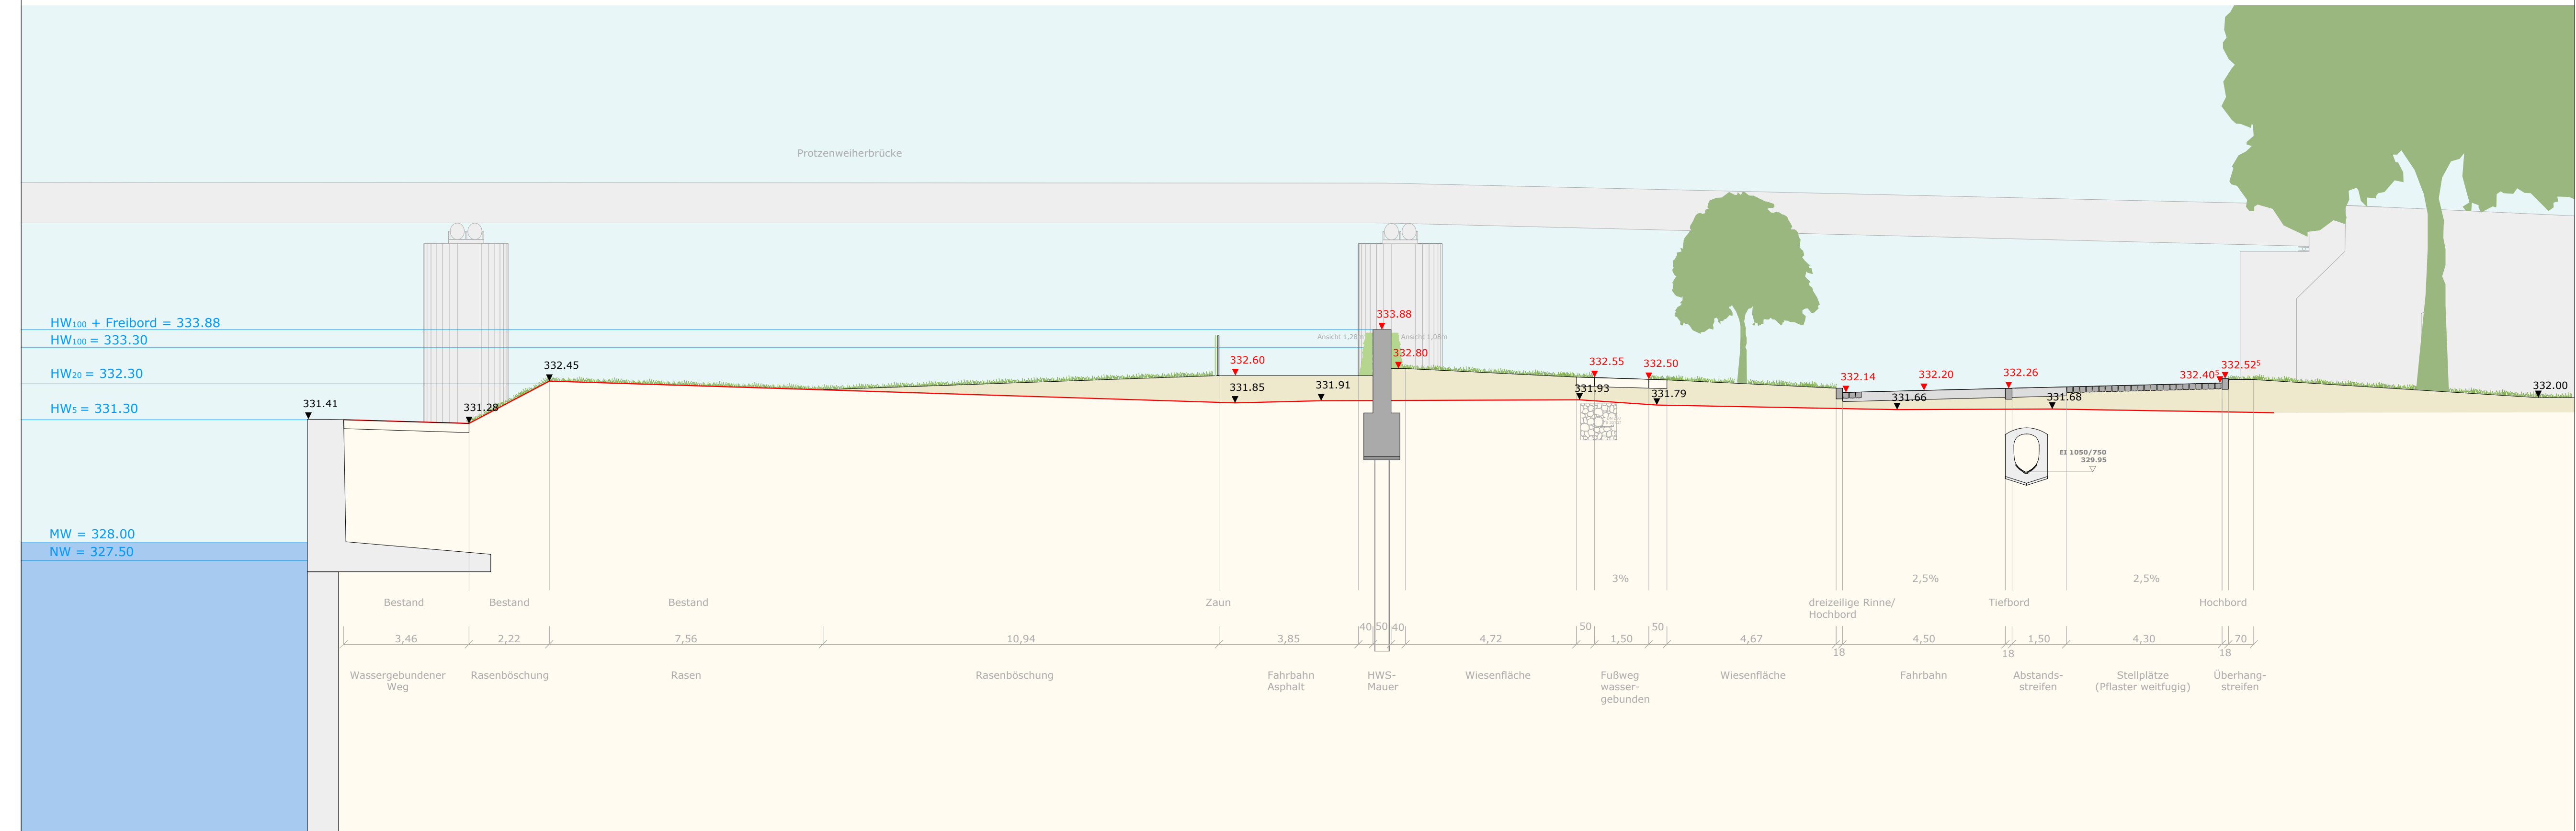 Protzenweiherbrücke
HW100 + Freibord = 333.88
HW100 = 333.30
HW20 = 332.30
HW5 = 331.30
MW = 328.00
NW = 327.50
331.41
331.28
332.45
332.60
331.85
331.91
333.88
Ansicht 1,28m
Ansicht 1,08m
332.80
332.55
332.50
331.93
331.79
332.14
332.20
332.26
331.66
331.68
332.405
332.525
332.00
EI 1050/750
329.95
3%
2,5%
2,5%
Bestand
Bestand
Bestand
Zaun
dreizeilige Rinne/
Hochbord
Tiefbord
Hochbord
3,46
2,22
7,56
10,94
3,85
40
50
40
4,72
50
1,50
50
4,67
18
4,50
18
1,50
4,30
18
70
Wassergebundener
Weg
Rasenböschung
Rasen
Rasenböschung
Fahrbahn
Asphalt
HWS-
Mauer
Wiesenfläche
Fußweg
wasser-
gebunden
Wiesenfläche
Fahrbahn
Abstands-
streifen
Stellplätze
(Pflaster weitfugig)
Überhang-
streifen